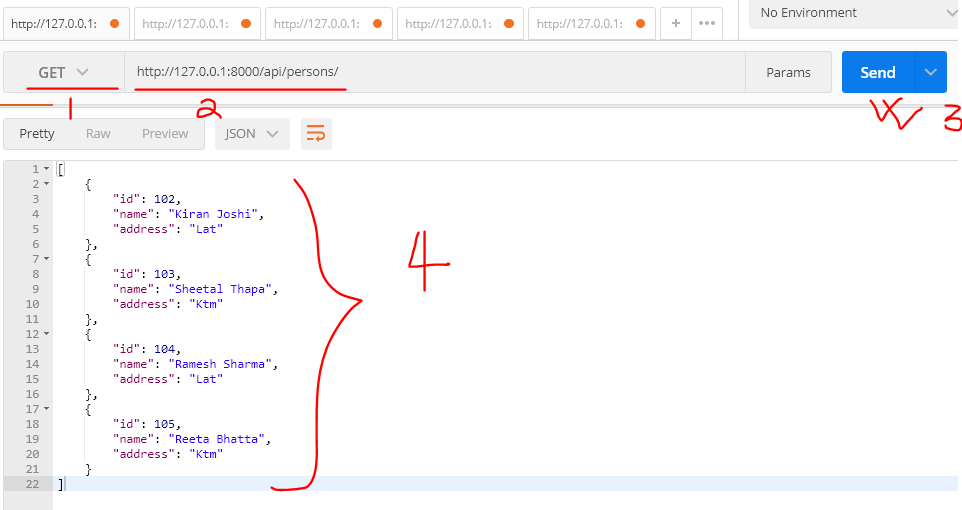 http://127.0.0.1: http://127.0.0.1: http://127.0.0.1: http://127.0.0.1: http://127.0.0.1: + ••• No Environment
GET http://127.0.0.1:8000/api/persons/ Params Send
1 2 3
Pretty Raw Preview JSON
1 [
2 {
3 "id": 102,
4 "name": "Kiran Joshi",
5 "address": "Lat"
6 },
7 {
8 "id": 103,
9 "name": "Sheetal Thapa",
10 "address": "Ktm"
11 },
12 {
13 "id": 104,
14 "name": "Ramesh Sharma",
15 "address": "Lat"
16 },
17 {
18 "id": 105,
19 "name": "Reeta Bhatta",
20 "address": "Ktm"
21 }
22 ]
4